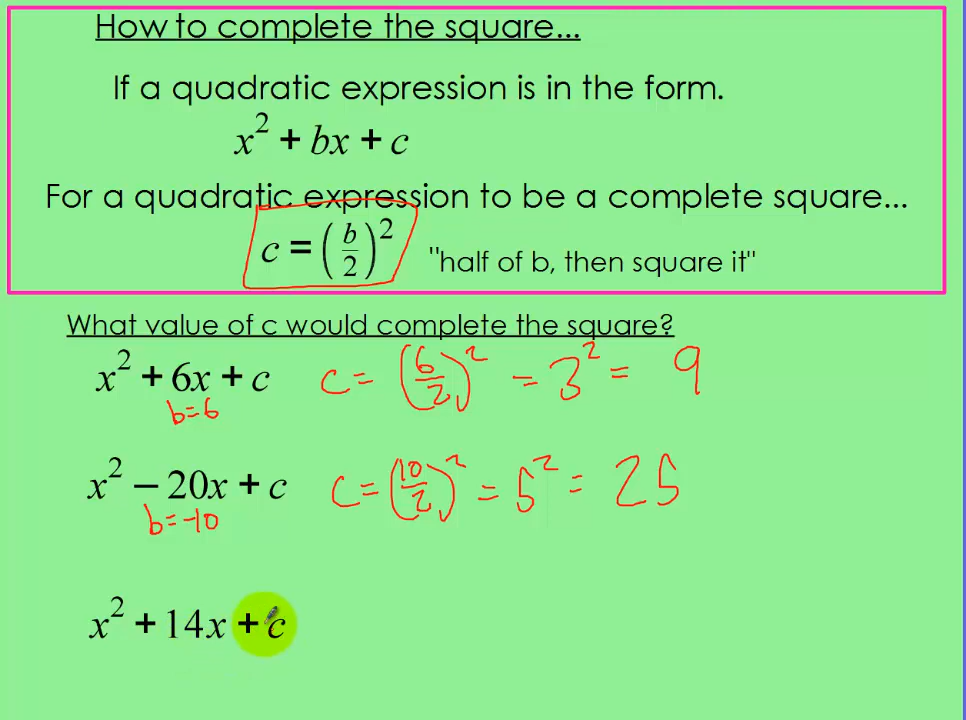 How to complete the square...
If a quadratic expression is in the form.
x² + bx + c
For a quadratic expression to be a complete square...
c = (b/2)² "half of b, then square it"
What value of c would complete the square?
x² + 6x + c c = (6/2)² = 3² = 9
b=6
x² − 20x + c c = (10/2)² = 5² = 25
b=-10
x² + 14x + c